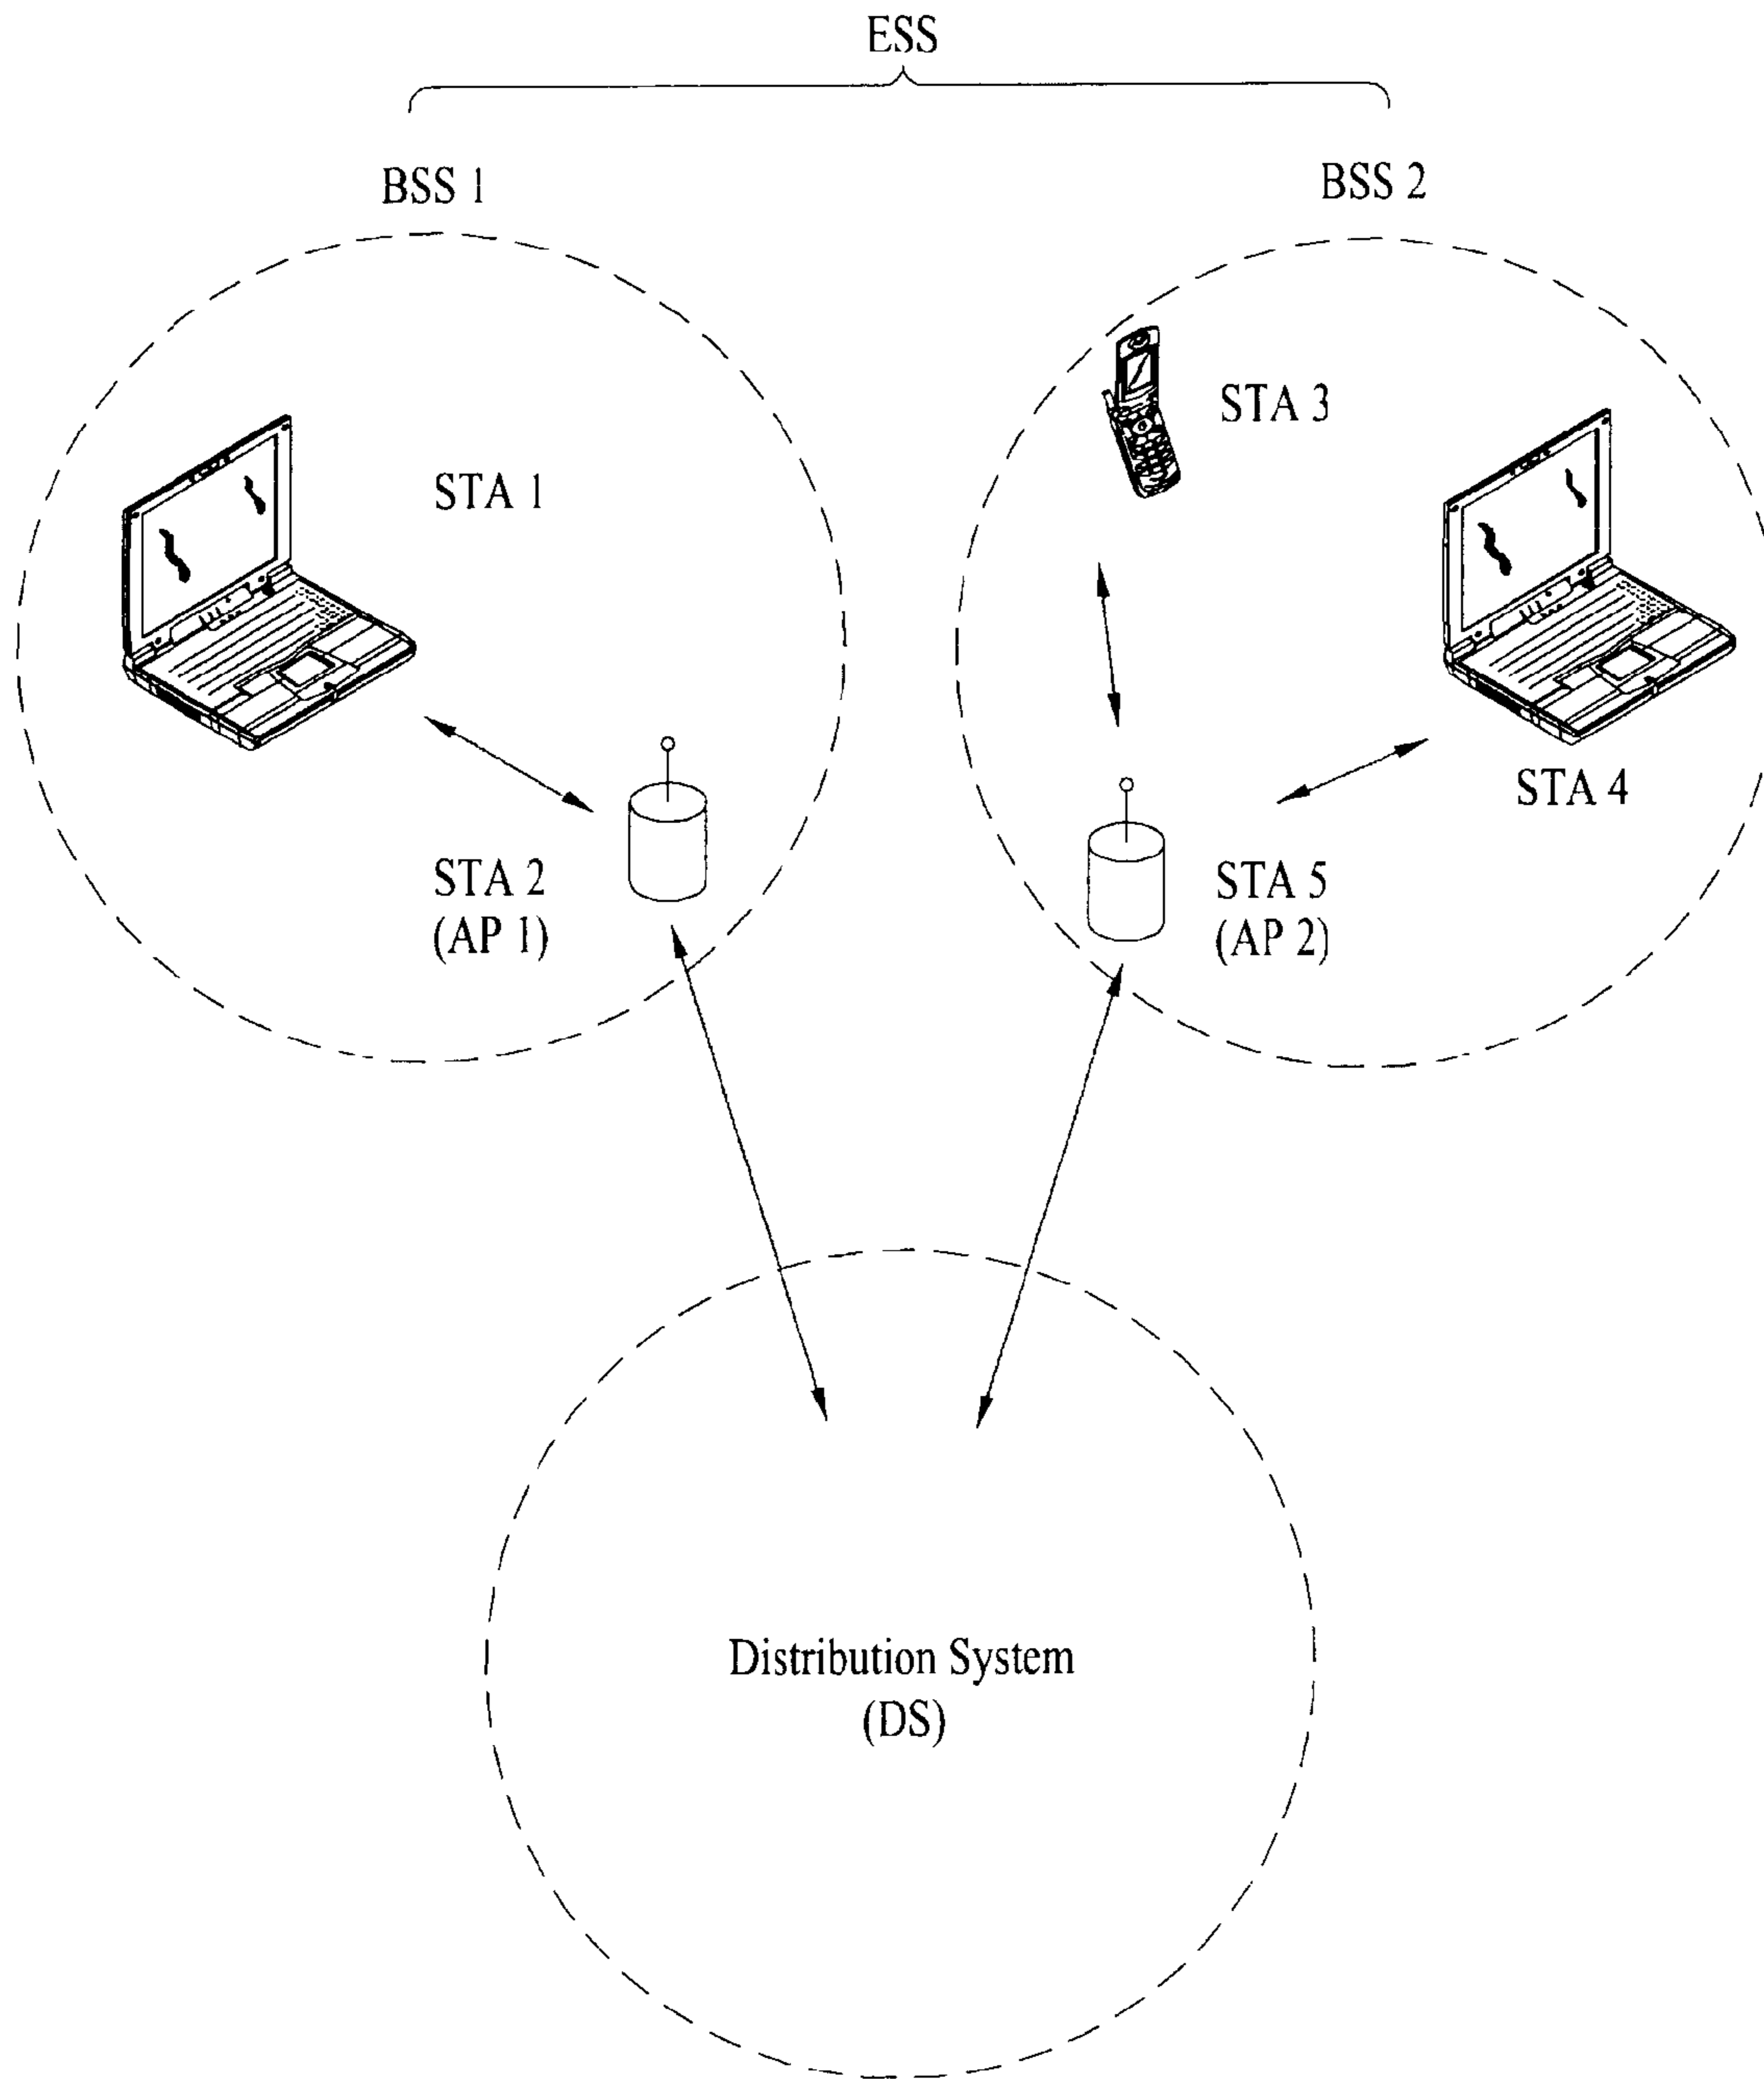 ESS
BSS 1
BSS 2
STA 1
STA 3
STA 4
STA 2
(AP 1)
STA 5
(AP 2)
Distribution System
(DS)